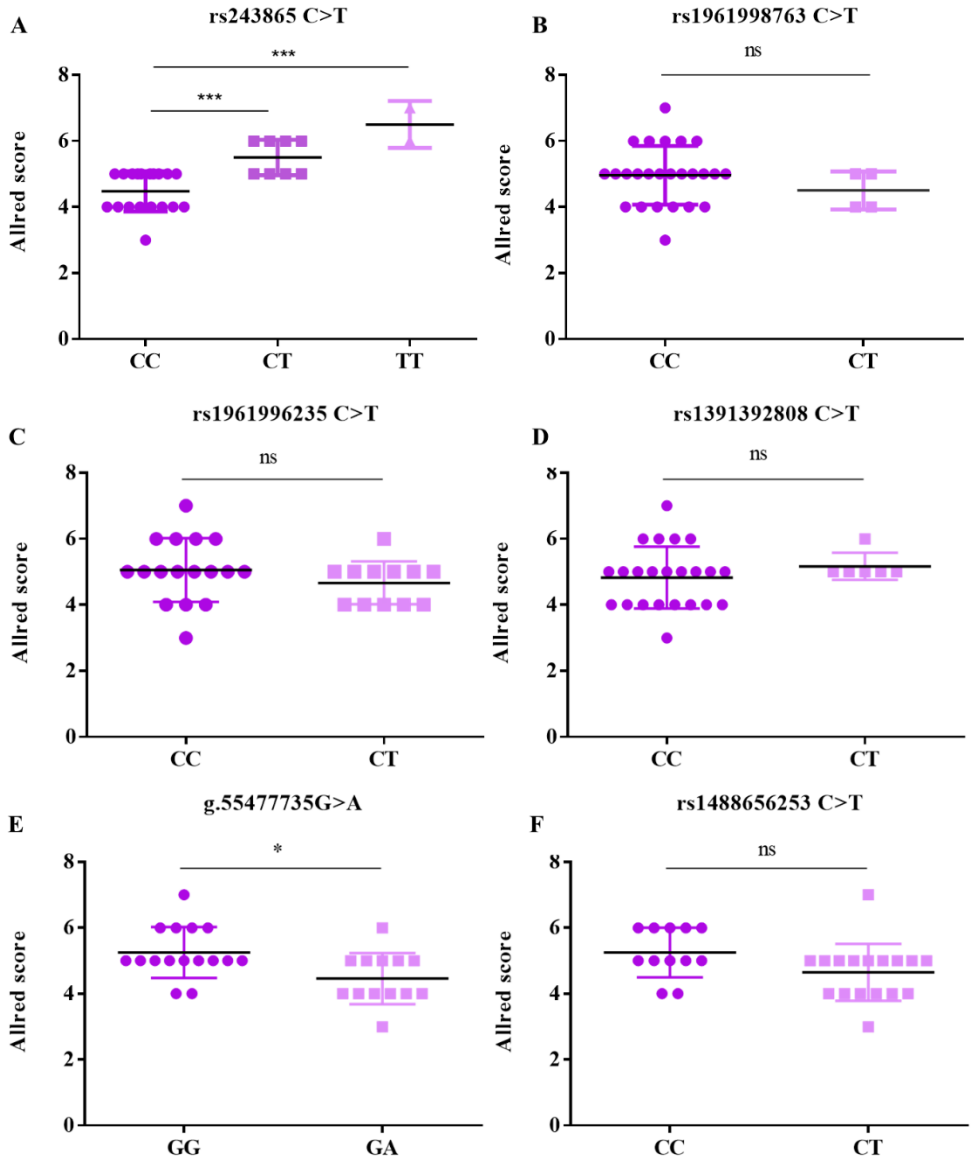 A
rs243865 C>T
***
***
Allred score
8
6
4
2
0
CC CT TT
B
rs1961998763 C>T
ns
Allred score
8
6
4
2
0
CC CT
C
rs1961996235 C>T
ns
Allred score
8
6
4
2
0
CC CT
D
rs1391392808 C>T
ns
Allred score
8
6
4
2
0
CC CT
E
g.55477735G>A
*
Allred score
8
6
4
2
0
GG GA
F
rs1488656253 C>T
ns
Allred score
8
6
4
2
0
CC CT